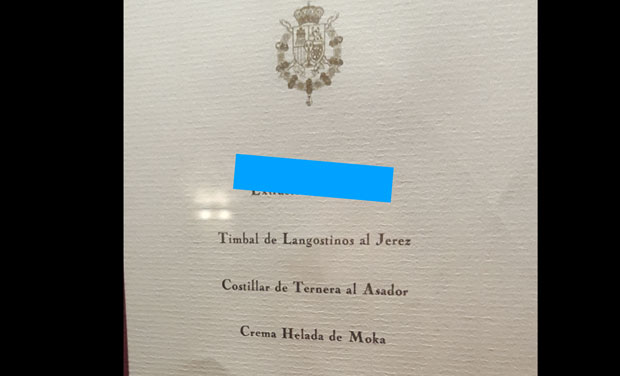 Timbal de Langostinos al Jerez
Costillar de Ternera al Asador
Crema Helada de Moka